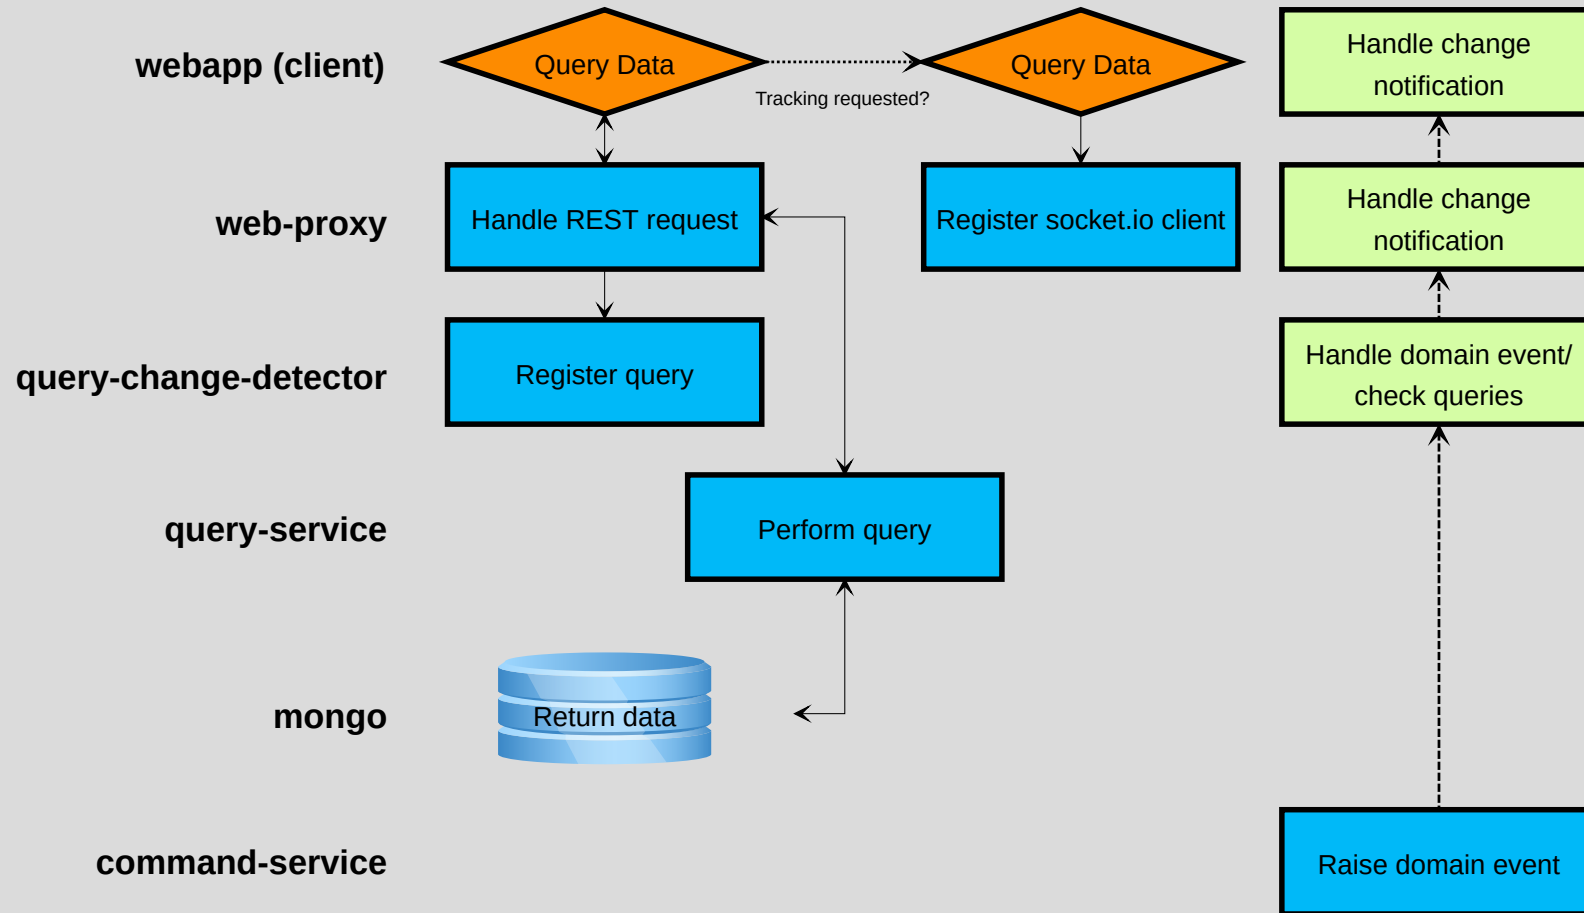 webapp (client)
Query Data
Tracking requested?
Query Data
Handle change
notification
web-proxy
Handle REST request
Register socket.io client
Handle change
notification
query-change-detector
Register query
Handle domain event/
check queries
query-service
Perform query
mongo
Return data
command-service
Raise domain event